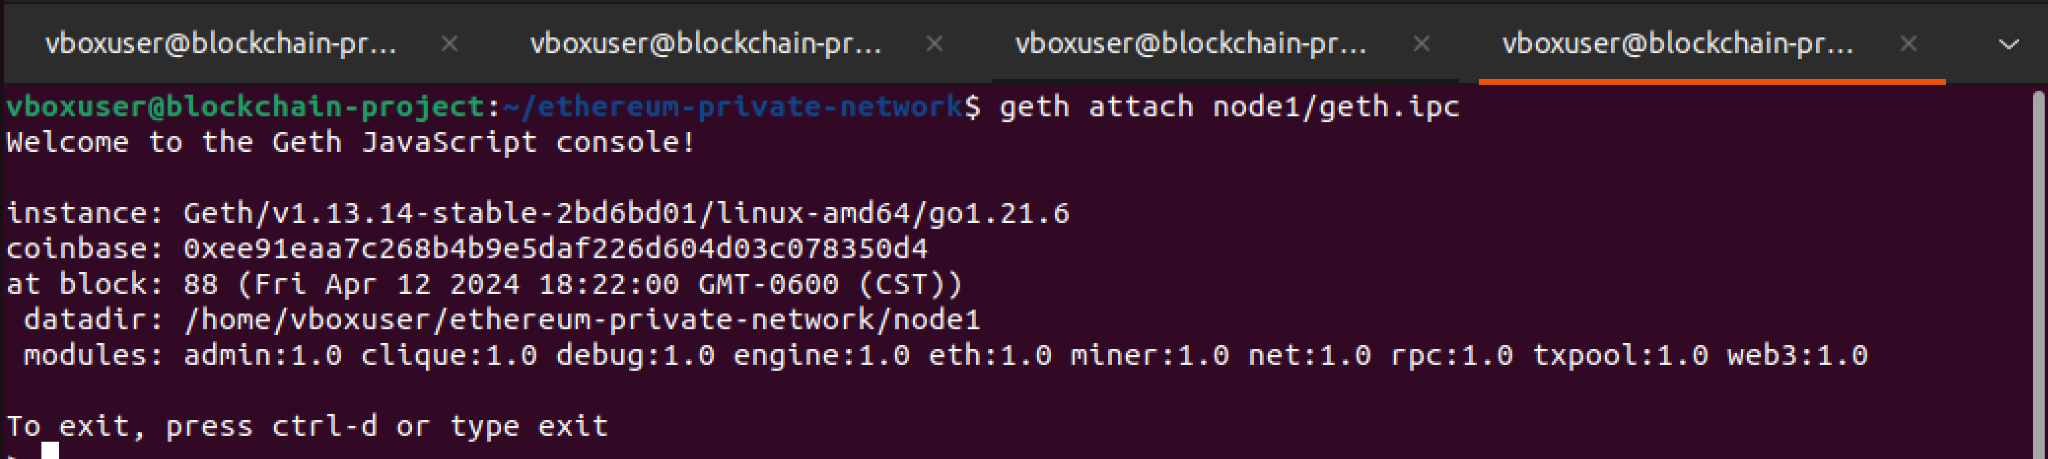 vboxuser@blockchain-pr... × vboxuser@blockchain-pr... × vboxuser@blockchain-pr... × vboxuser@blockchain-pr... ×
vboxuser@blockchain-project:~/ethereum-private-network$ geth attach node1/geth.ipc
Welcome to the Geth JavaScript console!
instance: Geth/v1.13.14-stable-2bd6bd01/linux-amd64/go1.21.6
coinbase: 0xee91eaa7c268b4b9e5daf226d604d03c078350d4
at block: 88 (Fri Apr 12 2024 18:22:00 GMT-0600 (CST))
 datadir: /home/vboxuser/ethereum-private-network/node1
 modules: admin:1.0 clique:1.0 debug:1.0 engine:1.0 eth:1.0 miner:1.0 net:1.0 rpc:1.0 txpool:1.0 web3:1.0
To exit, press ctrl-d or type exit